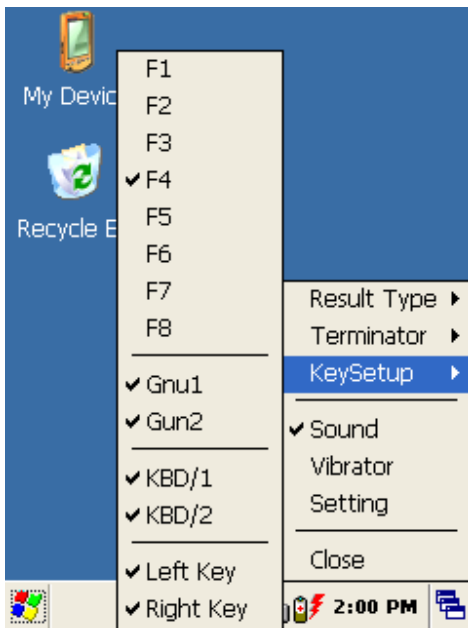 My Devic
Recycle B
F1
F2
F3
F4
F5
F6
F7
F8
Gnu1
Gun2
KBD/1
KBD/2
Left Key
Right Key
Result Type
Terminator
KeySetup
Sound
Vibrator
Setting
Close
2:00 PM